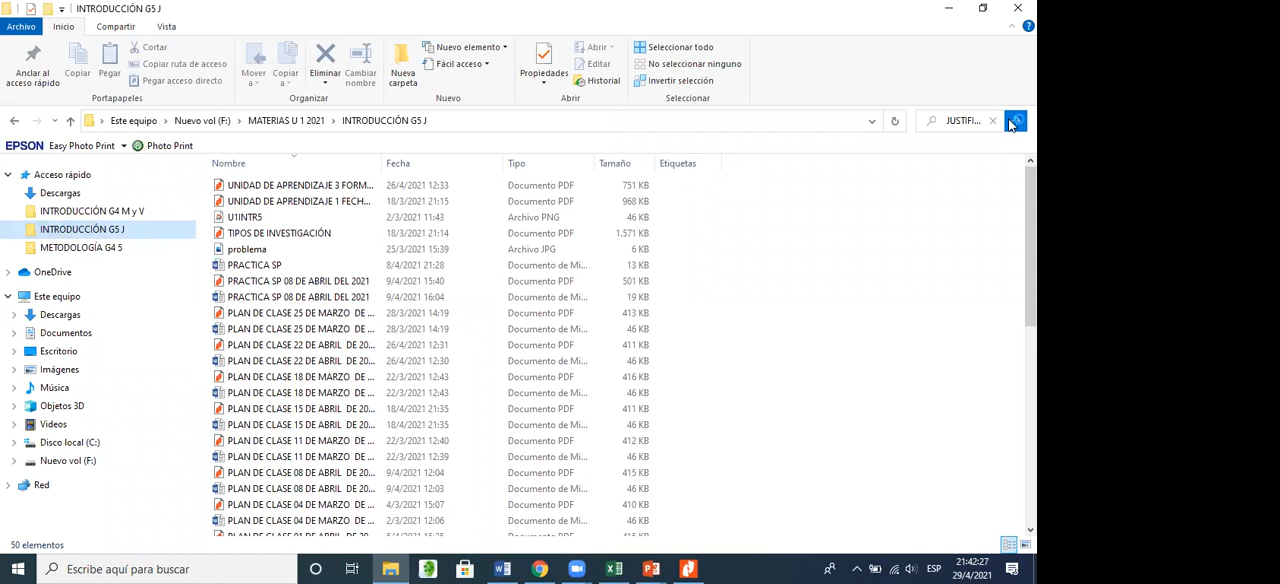 INTRODUCCIÓN G5 J
Archivo Inicio Compartir Vista
Anclar al acceso rápido
Copiar
Pegar
Cortar
Copiar ruta de acceso
Pegar acceso directo
Portapapeles
Mover a
Copiar a
Eliminar
Cambiar nombre
Organizar
Nueva carpeta
Nuevo elemento
Fácil acceso
Nuevo
Propiedades
Abrir
Editar
Historial
Abrir
Seleccionar todo
No seleccionar ninguno
Invertir selección
Seleccionar
Este equipo > Nuevo vol (F:) > MATERIAS U 1 2021 > INTRODUCCIÓN G5 J
JUSTIFI...
EPSON Easy Photo Print Photo Print
Acceso rápido
Descargas
INTRODUCCIÓN G4 M y V
INTRODUCCIÓN G5 J
METODOLOGÍA G4 5
OneDrive
Este equipo
Descargas
Documentos
Escritorio
Imágenes
Música
Objetos 3D
Videos
Disco local (C:)
Nuevo vol (F:)
Red
Nombre Fecha Tipo Tamaño Etiquetas
UNIDAD DE APRENDIZAJE 3 FORM... 26/4/2021 12:33 Documento PDF 751 KB
UNIDAD DE APRENDIZAJE 1 FECH... 18/3/2021 21:15 Documento PDF 968 KB
U1INTR5 2/3/2021 11:43 Archivo PNG 46 KB
TIPOS DE INVESTIGACIÓN 18/3/2021 21:14 Documento PDF 1.571 KB
problema 25/3/2021 15:39 Archivo JPG 6 KB
PRACTICA SP 8/4/2021 21:28 Documento de Mi... 13 KB
PRACTICA SP 08 DE ABRIL DEL 2021 9/4/2021 15:40 Documento PDF 501 KB
PRACTICA SP 08 DE ABRIL DEL 2021 9/4/2021 16:04 Documento de Mi... 19 KB
PLAN DE CLASE 25 DE MARZO DE ... 28/3/2021 14:19 Documento PDF 413 KB
PLAN DE CLASE 25 DE MARZO DE ... 28/3/2021 14:19 Documento de Mi... 46 KB
PLAN DE CLASE 22 DE ABRIL DE 20... 26/4/2021 12:31 Documento PDF 411 KB
PLAN DE CLASE 22 DE ABRIL DE 20... 26/4/2021 12:30 Documento de Mi... 46 KB
PLAN DE CLASE 18 DE MARZO DE ... 22/3/2021 12:43 Documento PDF 416 KB
PLAN DE CLASE 18 DE MARZO DE ... 22/3/2021 12:43 Documento de Mi... 46 KB
PLAN DE CLASE 15 DE ABRIL DE 20... 18/4/2021 21:35 Documento PDF 411 KB
PLAN DE CLASE 15 DE ABRIL DE 20... 18/4/2021 21:35 Documento de Mi... 46 KB
PLAN DE CLASE 11 DE MARZO DE ... 22/3/2021 12:40 Documento PDF 412 KB
PLAN DE CLASE 11 DE MARZO DE ... 22/3/2021 12:39 Documento de Mi... 46 KB
PLAN DE CLASE 08 DE ABRIL DE 20... 9/4/2021 12:04 Documento PDF 415 KB
PLAN DE CLASE 08 DE ABRIL DE 20... 9/4/2021 12:03 Documento de Mi... 46 KB
PLAN DE CLASE 04 DE MARZO DE ... 4/3/2021 15:07 Documento PDF 410 KB
PLAN DE CLASE 04 DE MARZO DE ... 2/3/2021 12:06 Documento de Mi... 46 KB
50 elementos
Escribe aquí para buscar
ESP
21:42:27
29/4/2021